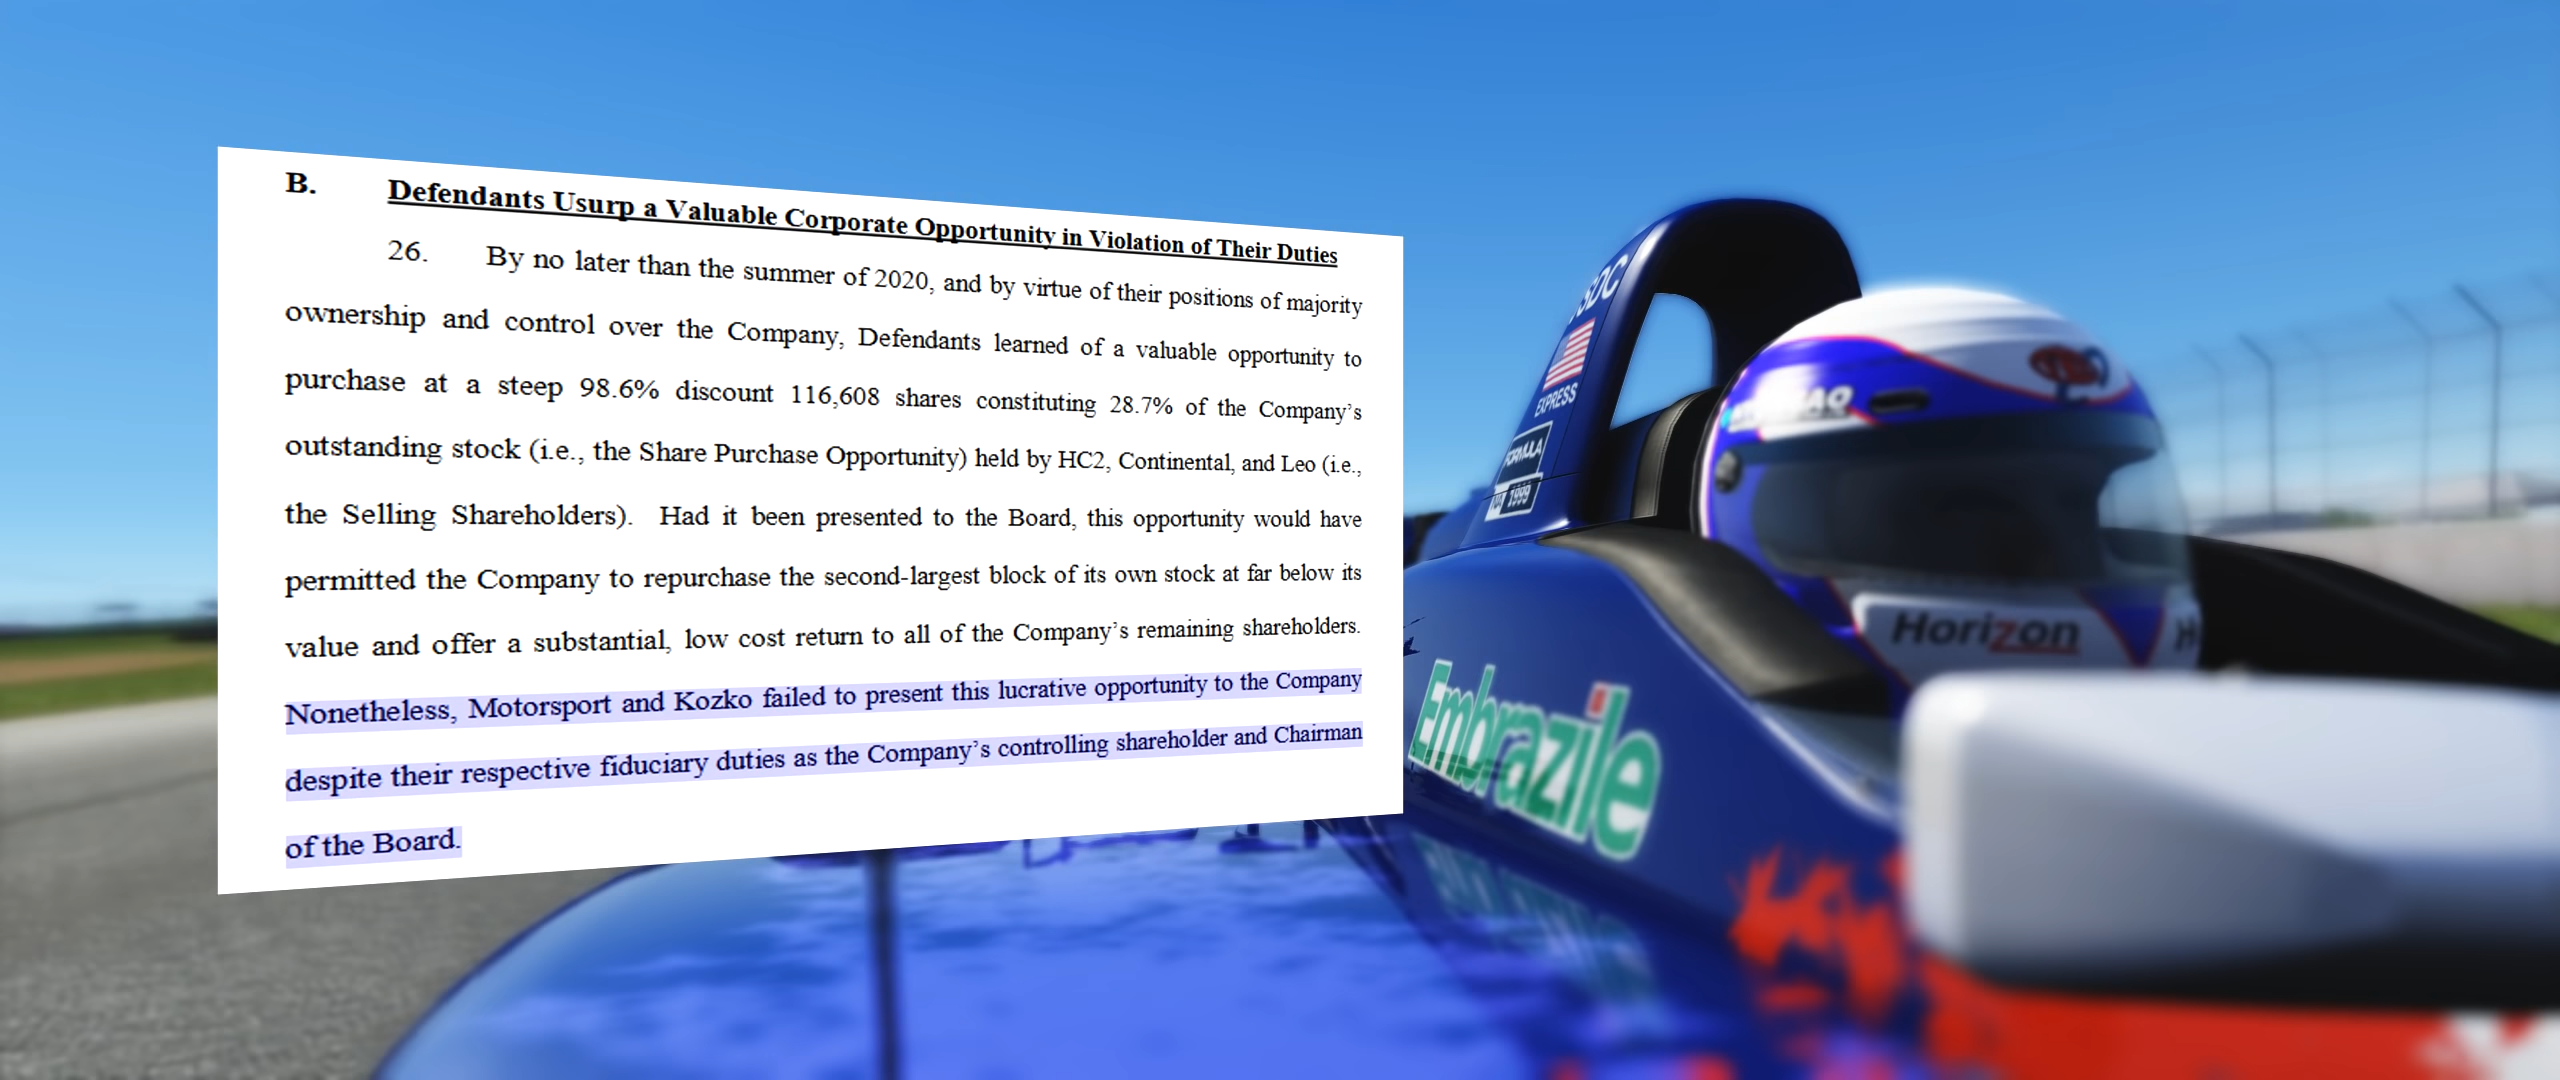 B. Defendants Usurp a Valuable Corporate Opportunity in Violation of Their Duties
26. By no later than the summer of 2020, and by virtue of their positions of majority
ownership and control over the Company, Defendants learned of a valuable opportunity to
purchase at a steep 98.6% discount 116,608 shares constituting 28.7% of the Company's
outstanding stock (i.e., the Share Purchase Opportunity) held by HC2, Continental, and Leo (i.e.,
the Selling Shareholders). Had it been presented to the Board, this opportunity would have
permitted the Company to repurchase the second-largest block of its own stock at far below its
value and offer a substantial, low cost return to all of the Company's remaining shareholders.
Nonetheless, Motorsport and Kozko failed to present this lucrative opportunity to the Company
despite their respective fiduciary duties as the Company's controlling shareholder and Chairman
of the Board.
EXPRESS
FORMULA
1999
Horizon
Embrazile